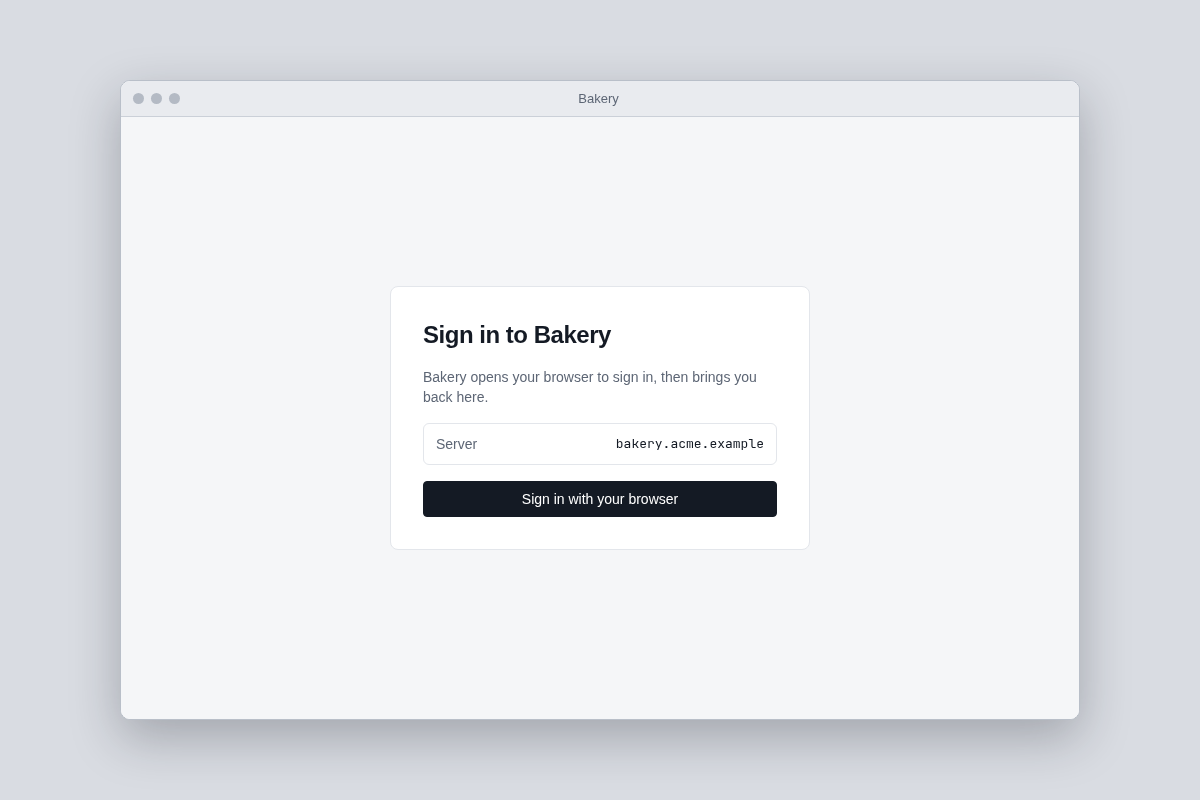 Bakery
Sign in to Bakery
Bakery opens your browser to sign in, then brings you
back here.
Server bakery.acme.example
Sign in with your browser